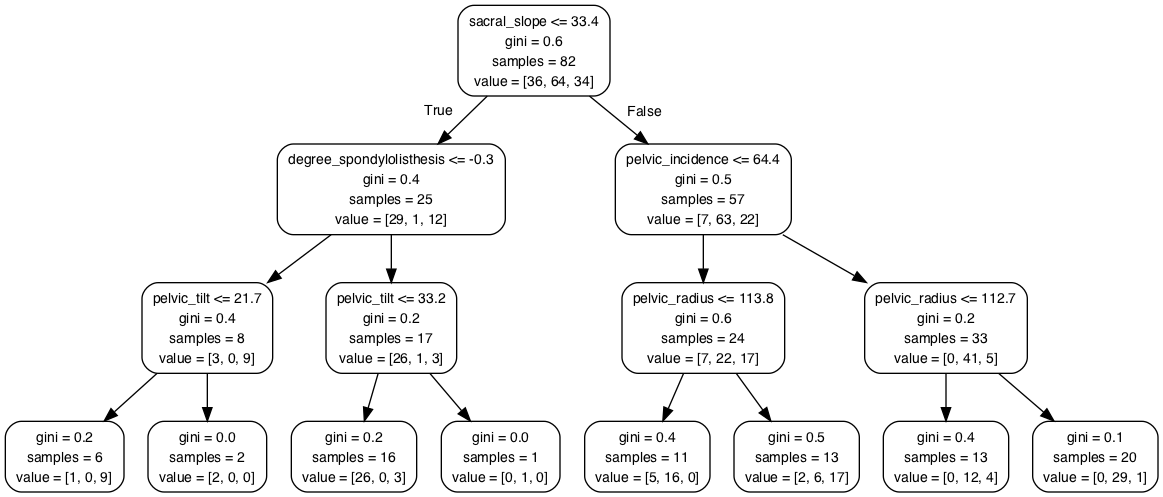 sacral_slope <= 33.4
gini = 0.6
samples = 82
value = [36, 64, 34]
True
False
degree_spondylolisthesis <= -0.3
gini = 0.4
samples = 25
value = [29, 1, 12]
pelvic_incidence <= 64.4
gini = 0.5
samples = 57
value = [7, 63, 22]
pelvic_tilt <= 21.7
gini = 0.4
samples = 8
value = [3, 0, 9]
pelvic_tilt <= 33.2
gini = 0.2
samples = 17
value = [26, 1, 3]
pelvic_radius <= 113.8
gini = 0.6
samples = 24
value = [7, 22, 17]
pelvic_radius <= 112.7
gini = 0.2
samples = 33
value = [0, 41, 5]
gini = 0.2
samples = 6
value = [1, 0, 9]
gini = 0.0
samples = 2
value = [2, 0, 0]
gini = 0.2
samples = 16
value = [26, 0, 3]
gini = 0.0
samples = 1
value = [0, 1, 0]
gini = 0.4
samples = 11
value = [5, 16, 0]
gini = 0.5
samples = 13
value = [2, 6, 17]
gini = 0.4
samples = 13
value = [0, 12, 4]
gini = 0.1
samples = 20
value = [0, 29, 1]